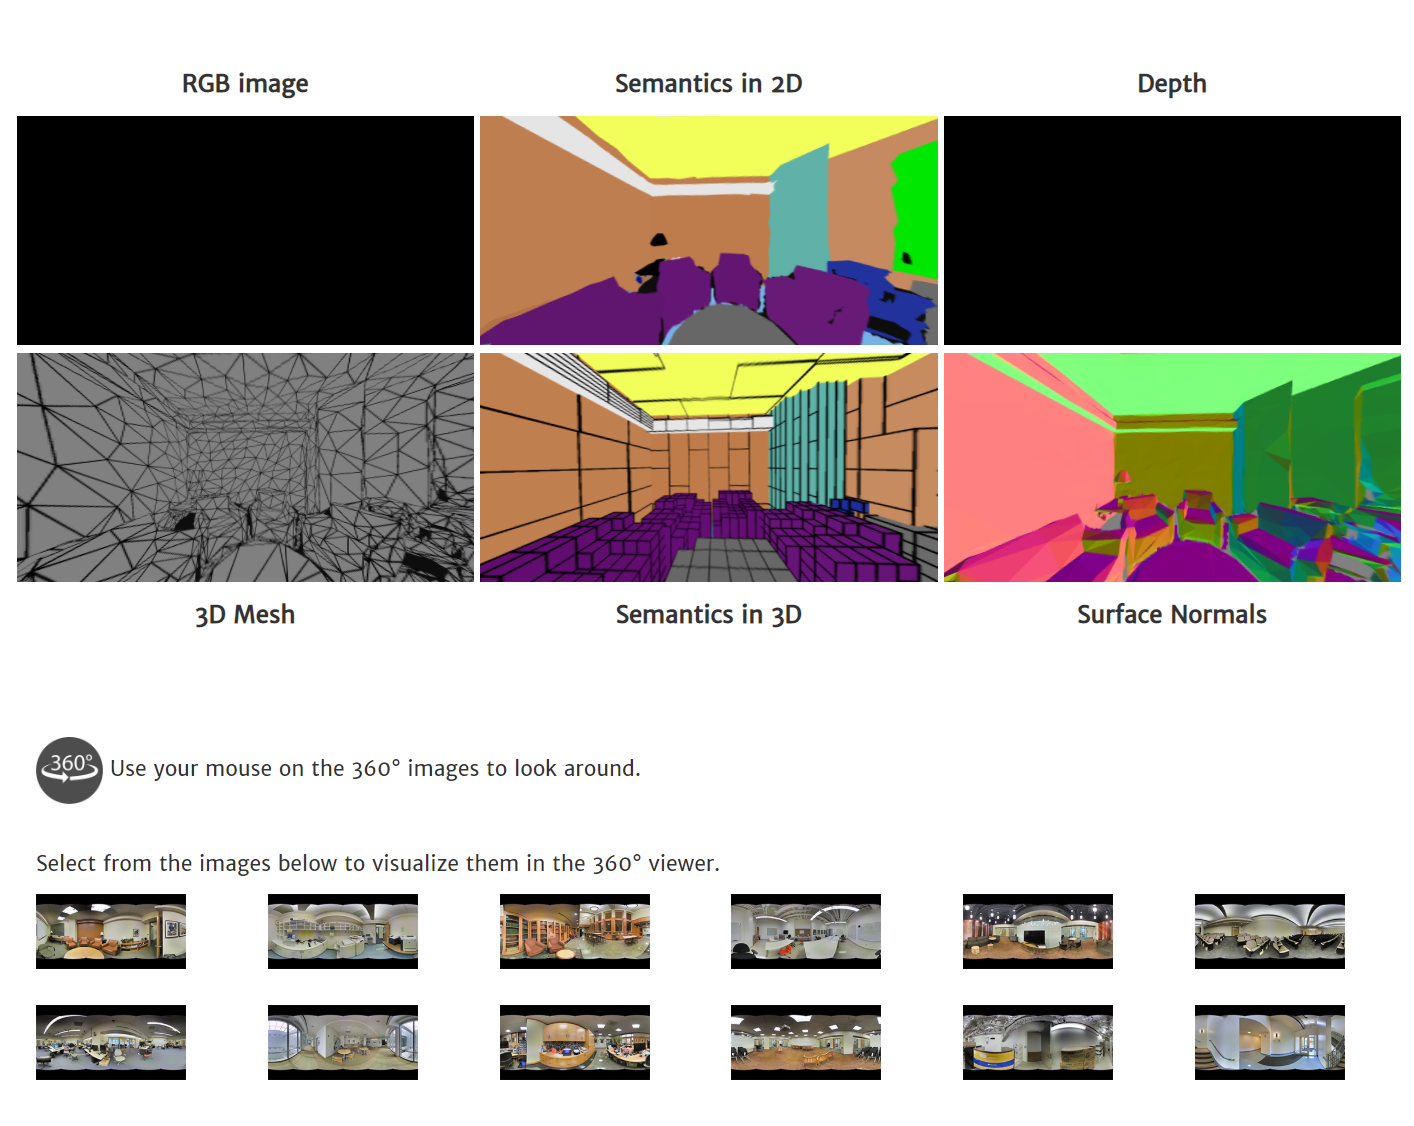 RGB image
Semantics in 2D
Depth
3D Mesh
Semantics in 3D
Surface Normals
360°
Use your mouse on the 360° images to look around.
Select from the images below to visualize them in the 360° viewer.